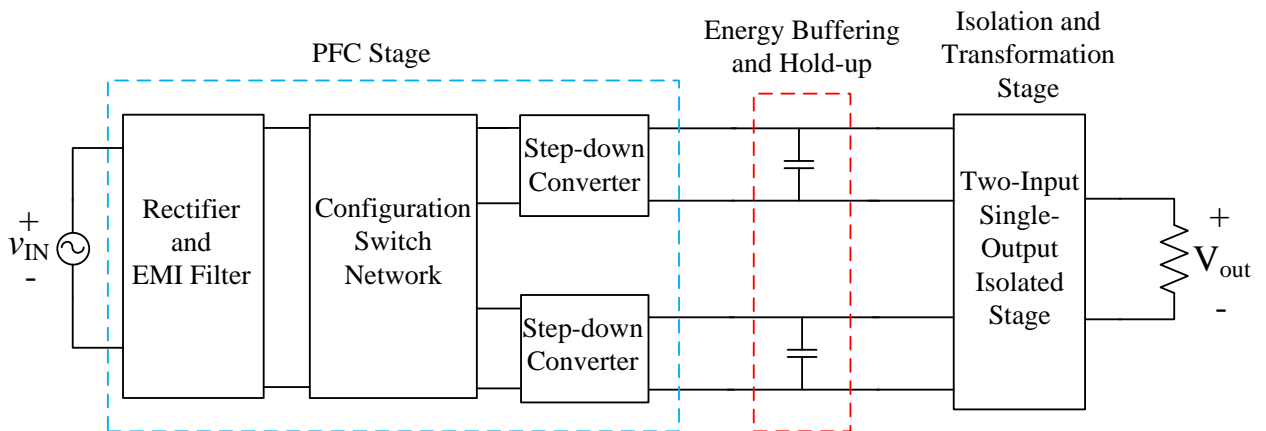 PFC Stage
Energy Buffering
and Hold-up
Isolation and
Transformation
Stage
+
vIN
-
Rectifier
and
EMI Filter
Configuration
Switch
Network
Step-down
Converter
Step-down
Converter
Two-Input
Single-
Output
Isolated
Stage
+
Vout
-